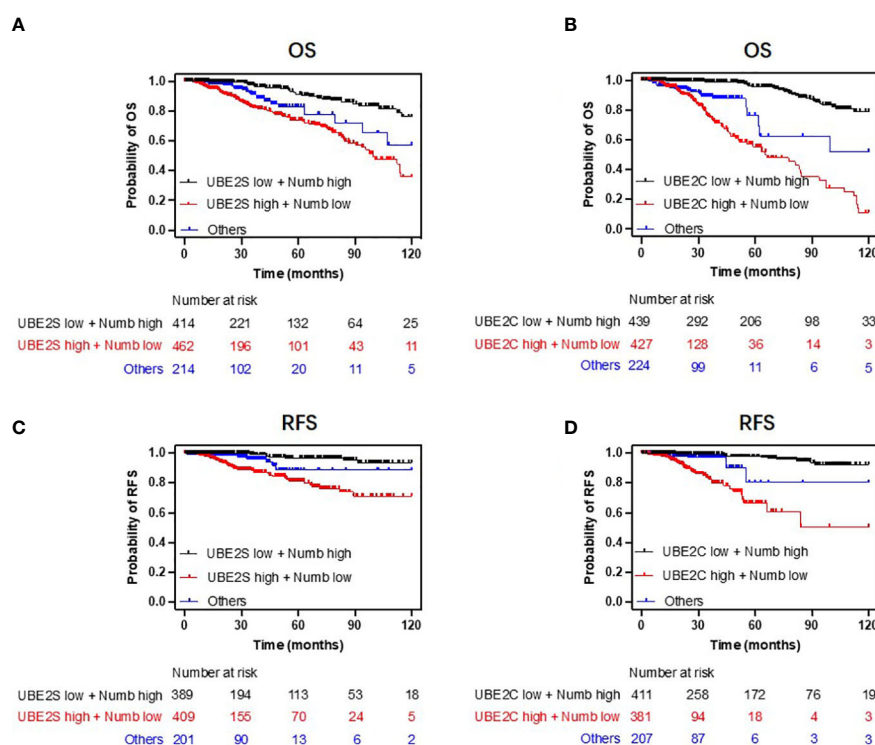 A
OS
Probability of OS
1.0
0.8
0.6
0.4
0.2
0.0
UBE2S low + Numb high
UBE2S high + Numb low
Others
0 30 60 90 120
Time (months)
Number at risk
UBE2S low + Numb high 414 221 132 64 25
UBE2S high + Numb low 462 196 101 43 11
Others 214 102 20 11 5
B
OS
Probability of OS
1.0
0.8
0.6
0.4
0.2
0.0
UBE2C low + Numb high
UBE2C high + Numb low
Others
0 30 60 90 120
Time (months)
Number at risk
UBE2C low + Numb high 439 292 206 98 33
UBE2C high + Numb low 427 128 36 14 3
Others 224 99 11 6 5
C
RFS
Probability of RFS
1.0
0.8
0.6
0.4
0.2
0.0
UBE2S low + Numb high
UBE2S high + Numb low
Others
0 30 60 90 120
Time (months)
Number at risk
UBE2S low + Numb high 389 194 113 53 18
UBE2S high + Numb low 409 155 70 24 5
Others 201 90 13 6 2
D
RFS
Probability of RFS
1.0
0.8
0.6
0.4
0.2
0.0
UBE2C low + Numb high
UBE2C high + Numb low
Others
0 30 60 90 120
Time (months)
Number at risk
UBE2C low + Numb high 411 258 172 76 19
UBE2C high + Numb low 381 94 18 4 3
Others 207 87 6 3 3